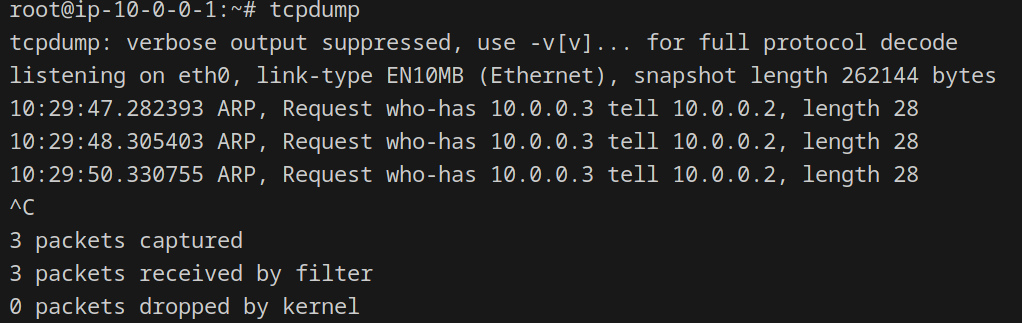 root@ip-10-0-0-1:~# tcpdump
tcpdump: verbose output suppressed, use -v[v]... for full protocol decode
listening on eth0, link-type EN10MB (Ethernet), snapshot length 262144 bytes
10:29:47.282393 ARP, Request who-has 10.0.0.3 tell 10.0.0.2, length 28
10:29:48.305403 ARP, Request who-has 10.0.0.3 tell 10.0.0.2, length 28
10:29:50.330755 ARP, Request who-has 10.0.0.3 tell 10.0.0.2, length 28
^C
3 packets captured
3 packets received by filter
0 packets dropped by kernel